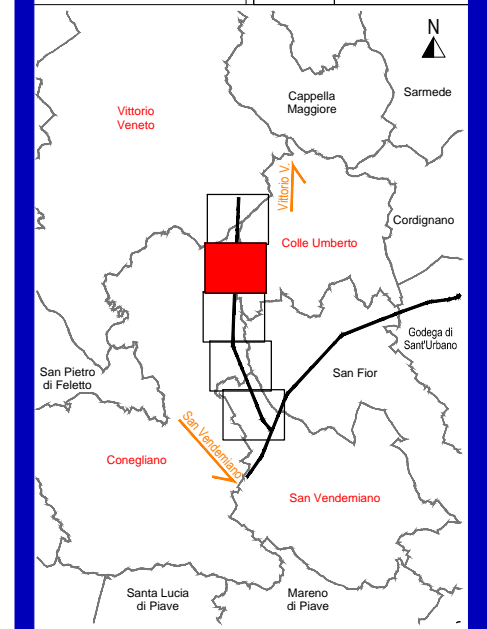 N
Sarmede
Cappella
Maggiore
Vittorio
Veneto
Vittorio V.
Cordignano
Colle Umberto
Godega di
Sant'Urbano
San Pietro
di Feletto
San Fior
San Vendemiano
Conegliano
San Vendemiano
Santa Lucia
di Piave
Mareno
di Piave